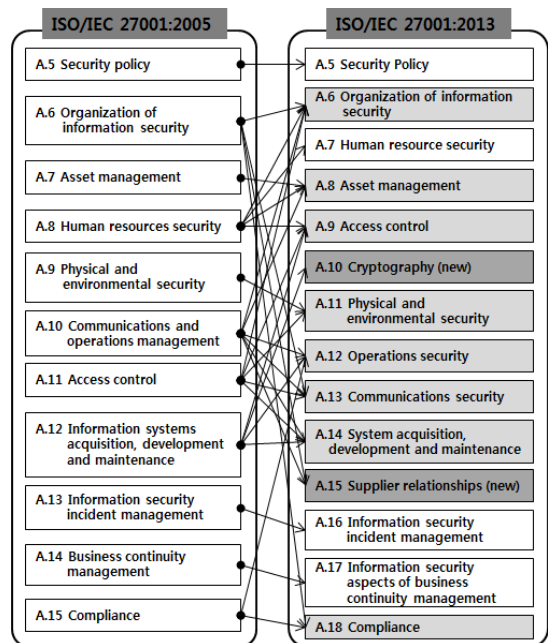 ISO/IEC 27001:2005
A.5 Security policy
A.6 Organization of
information security
A.7 Asset management
A.8 Human resources security
A.9 Physical and
environmental security
A.10 Communications and
operations management
A.11 Access control
A.12 Information systems
acquisition, development
and maintenance
A.13 Information security
incident management
A.14 Business continuity
management
A.15 Compliance
ISO/IEC 27001:2013
A.5 Security Policy
A.6 Organization of information
security
A.7 Human resource security
A.8 Asset management
A.9 Access control
A.10 Cryptography (new)
A.11 Physical and
environmental security
A.12 Operations security
A.13 Communications security
A.14 System acquisition,
development and maintenance
A.15 Supplier relationships (new)
A.16 Information security
incident management
A.17 Information security
aspects of business
continuity management
A.18 Compliance